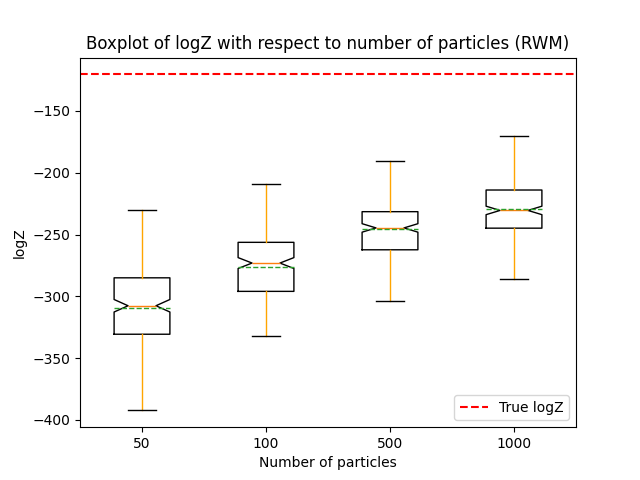 Boxplot of logZ with respect to number of particles (RWM)
−150
−200
−250
−300
−350
−400
logZ
True logZ
50 100 500 1000
Number of particles